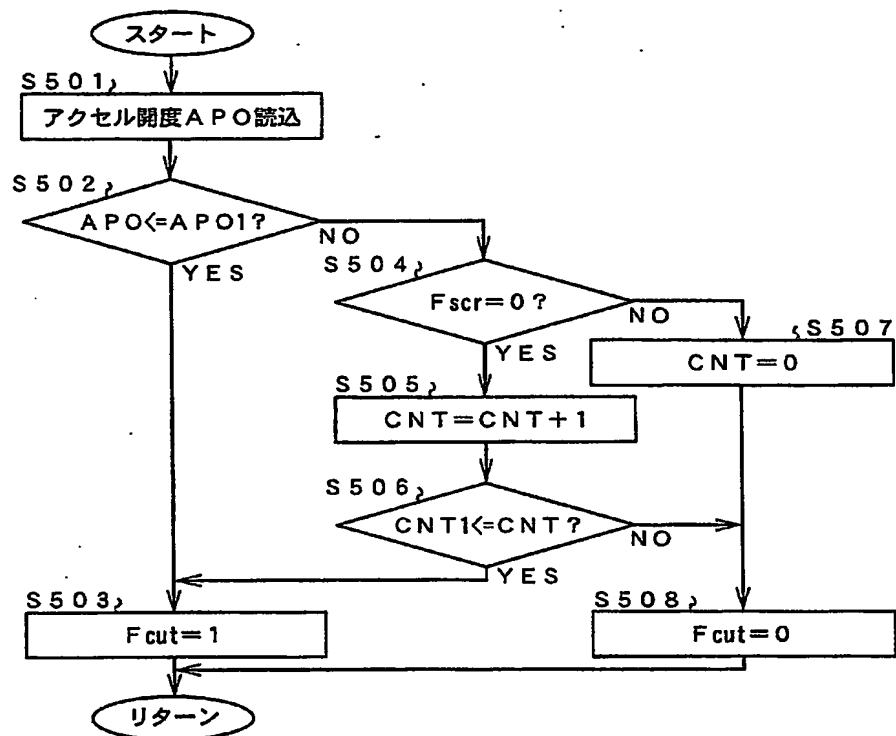 スタート
S501
アクセル開度APO読込
S502
APO<=APO1?
NO
YES
S504
Fscr=0?
NO
YES
S507
CNT=0
S505
CNT=CNT+1
S506
CNT1<=CNT?
NO
YES
S503
Fcut=1
S508
Fcut=0
リターン